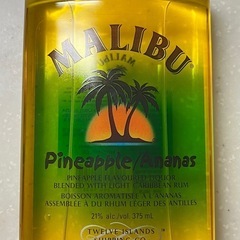 MALIBU
Pineapple/Ananas
PINEAPPLE FLAVOURED LIQUOR
BLENDED WITH LIGHT CARIBBEAN RUM
BOISSON AROMATISÉE À L'ANANAS
ASSEMBLÉE À DU RHUM LÉGER DES ANTILLES
21% alc./vol. 375 mL
TWELVE ISLANDS
SHIPPING CO.